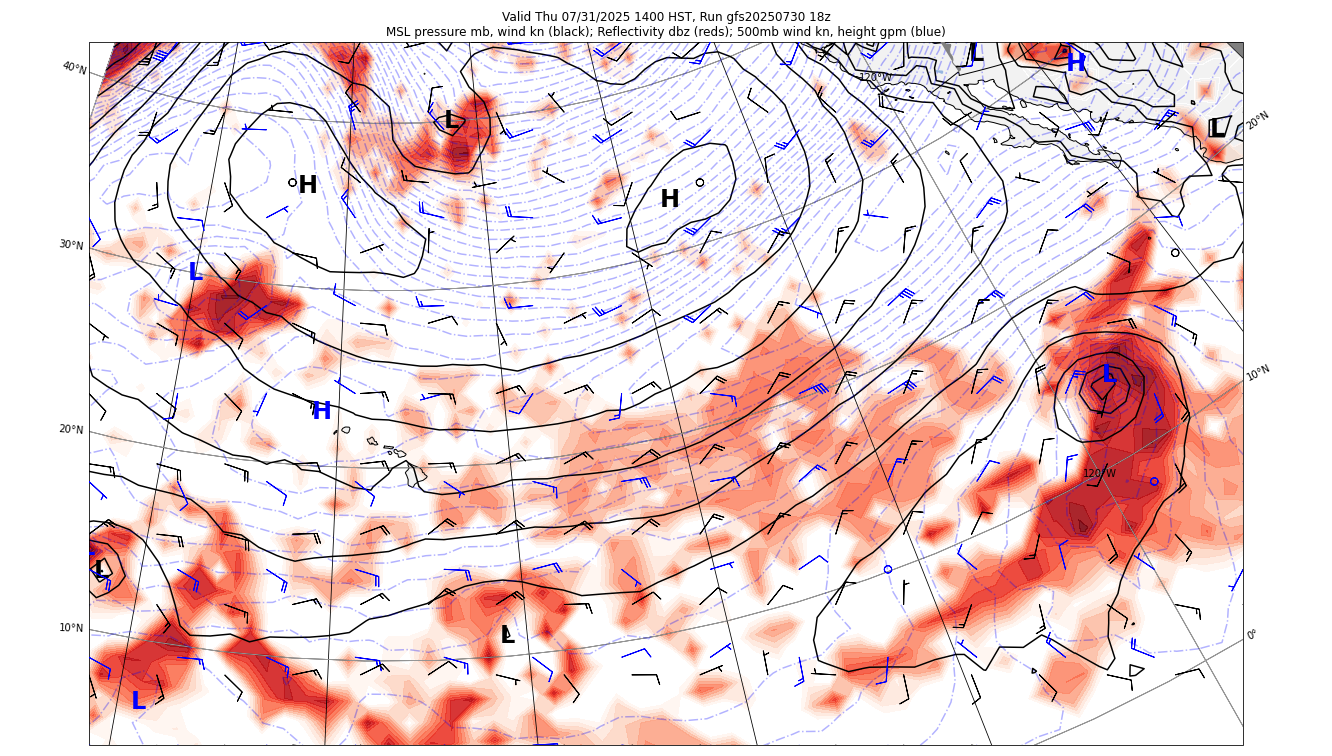 Valid Thu 07/31/2025 1400 HST, Run gfs20250730 18z
MSL pressure mb, wind kn (black); Reflectivity dbz (reds); 500mb wind kn, height gpm (blue)
L
H
40°N
120°W
L
L
20°N
H
H
30°N
L
10°N
L
H
20°N
120°W
L
10°N
L
0°
L